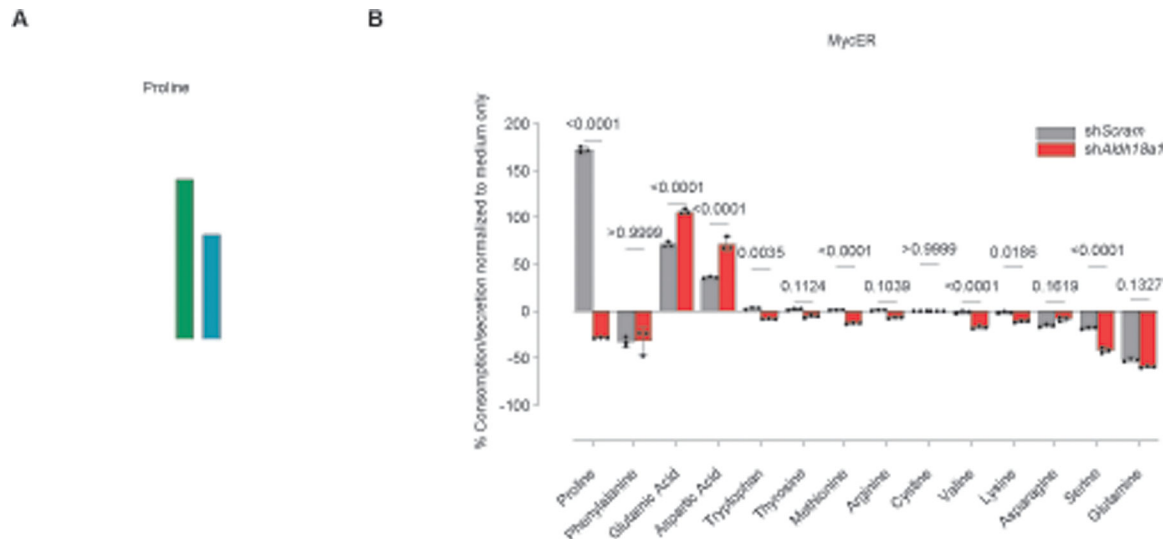 A
B
Proline
MycER
% Consomption/secretion normalized to medium only
200
150
100
50
0
-50
-100
<0.0001
>0.9999
<0.0001
<0.0001
0.0035
0.1124
<0.0001
0.1039
>0.9999
<0.0001
0.0186
0.1619
<0.0001
0.1327
shScram
shAldh18a1
Proline
Phenylalanine
Glutamic Acid
Aspartic Acid
Tryptophan
Thyrosine
Methionine
Arginine
Cystine
Valine
Lysine
Asparagine
Serine
Glutamine